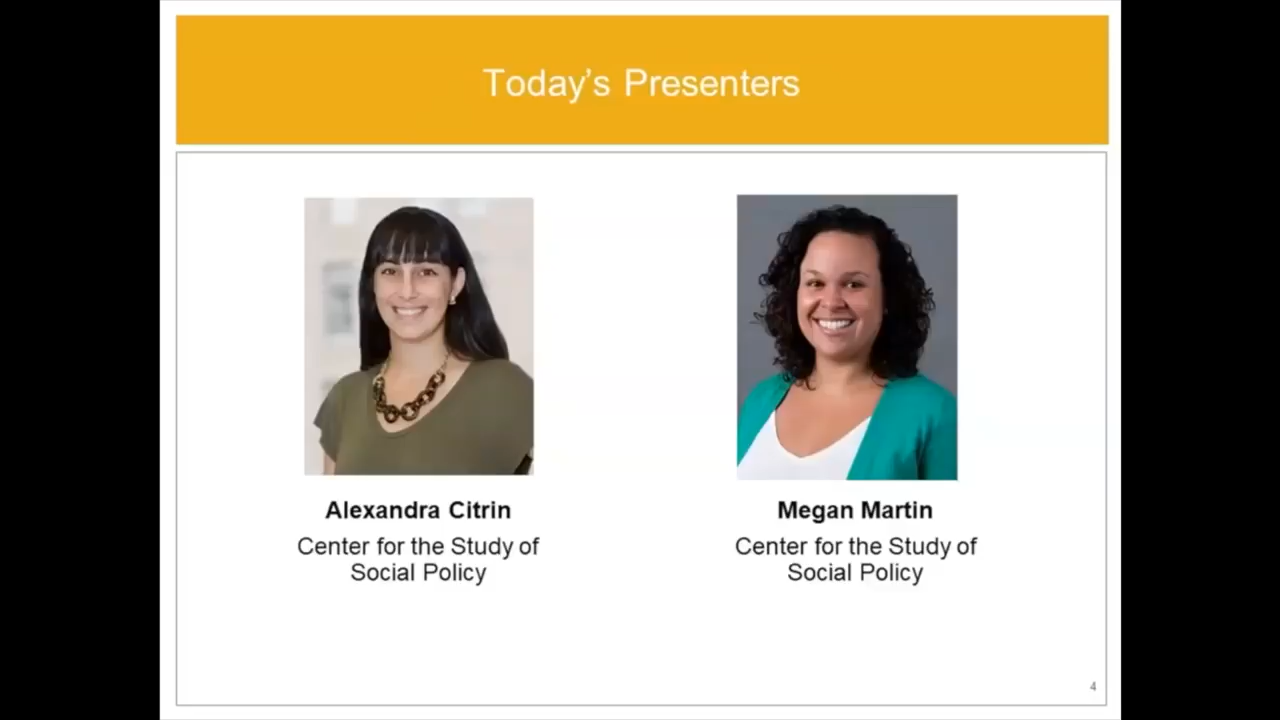 Today's Presenters
Alexandra Citrin
Center for the Study of
Social Policy
Megan Martin
Center for the Study of
Social Policy
4